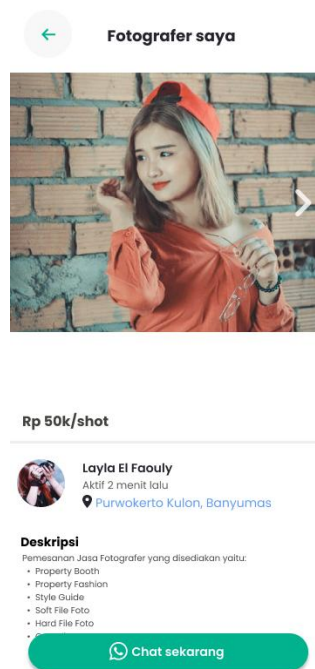 Fotografer saya
Rp 50k/shot
Layla El Faouly
Aktif 2 menit lalu
Purwokerto Kulon, Banyumas
Deskripsi
Pemesanan Jasa Fotografer yang disediakan yaitu:
• Property Booth
• Property Fashion
• Style Guide
• Soft File Foto
• Hard File Foto
Chat sekarang